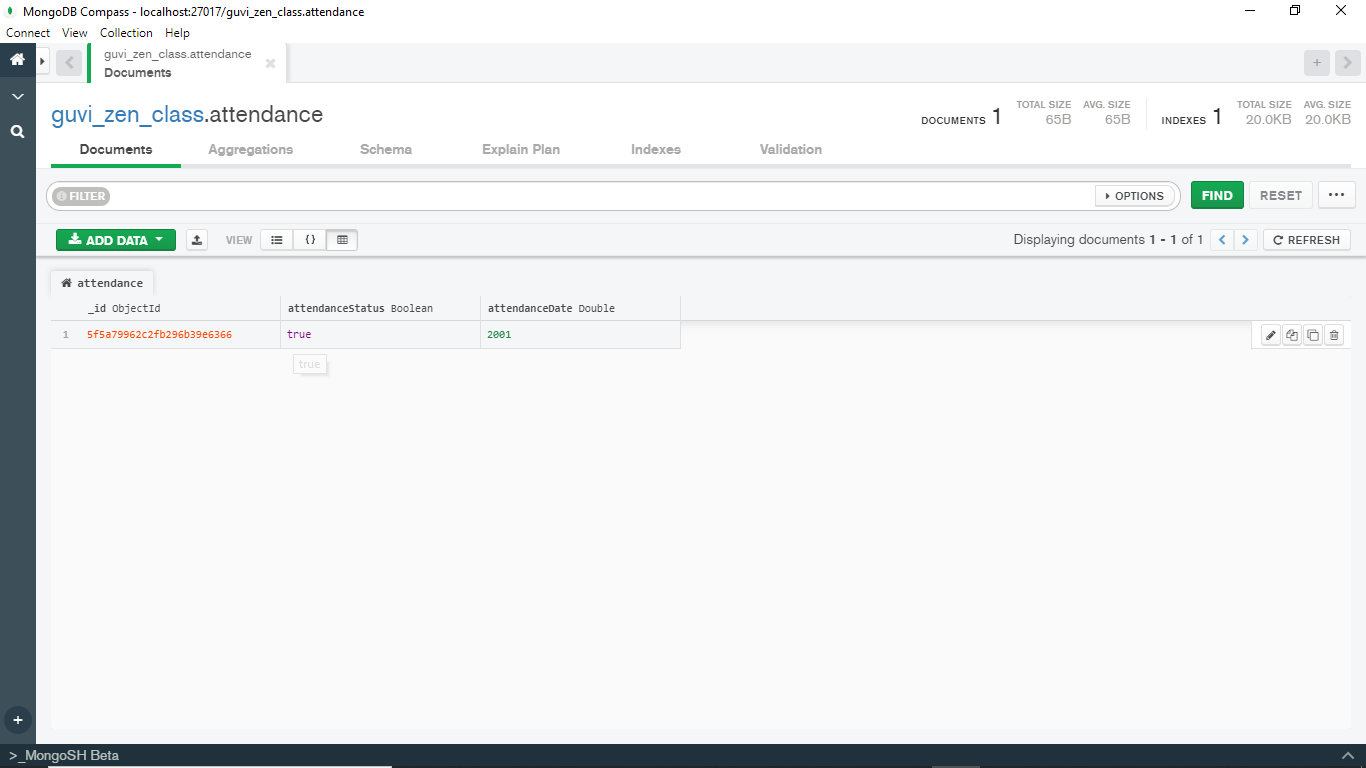 MongoDB Compass - localhost:27017/guvi_zen_class.attendance
Connect View Collection Help
guvi_zen_class.attendance
Documents
guvi_zen_class.attendance
DOCUMENTS 1 TOTAL SIZE 65B AVG. SIZE 65B INDEXES 1 TOTAL SIZE 20.0KB AVG. SIZE 20.0KB
Documents Aggregations Schema Explain Plan Indexes Validation
FILTER OPTIONS FIND RESET
ADD DATA VIEW { } Displaying documents 1 - 1 of 1 REFRESH
attendance
_id ObjectId attendanceStatus Boolean attendanceDate Double
1 5f5a79962c2fb296b39e6366 true 2001
true
>_MongoSH Beta